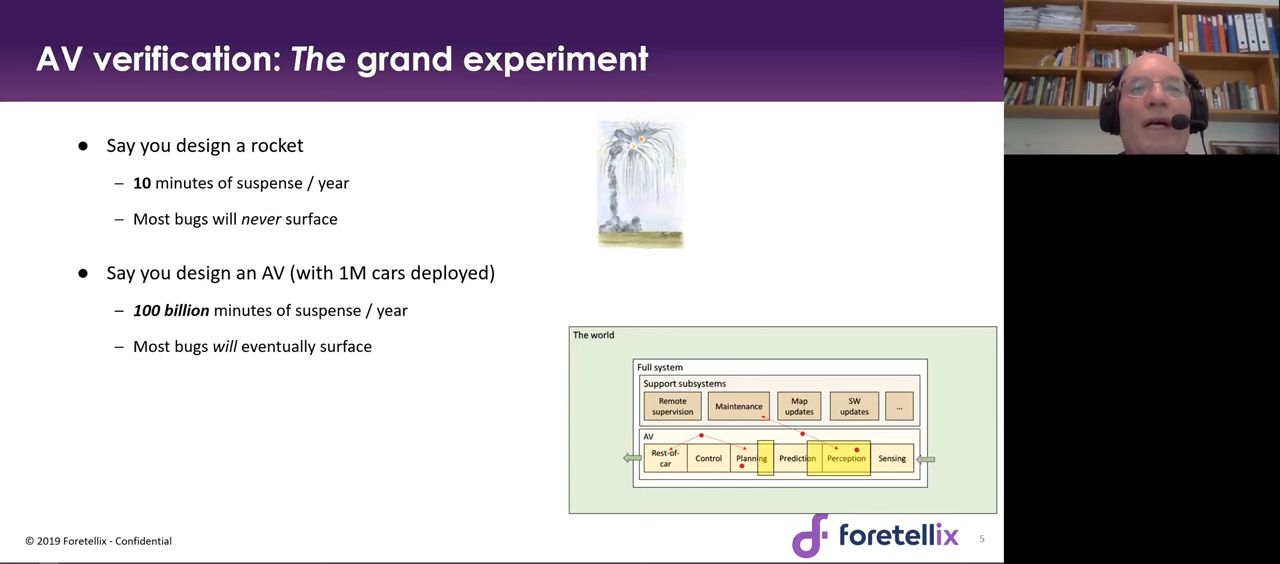 AV verification: The grand experiment
● Say you design a rocket
– 10 minutes of suspense / year
– Most bugs will never surface
● Say you design an AV (with 1M cars deployed)
– 100 billion minutes of suspense / year
– Most bugs will eventually surface
The world
Full system
Support subsystems
Remote
supervision
Maintenance
Map
updates
SW
updates
...
AV
Rest-of-
car
Control
Planning
Prediction
Perception
Sensing
© 2019 Foretellix - Confidential
foretellix
5